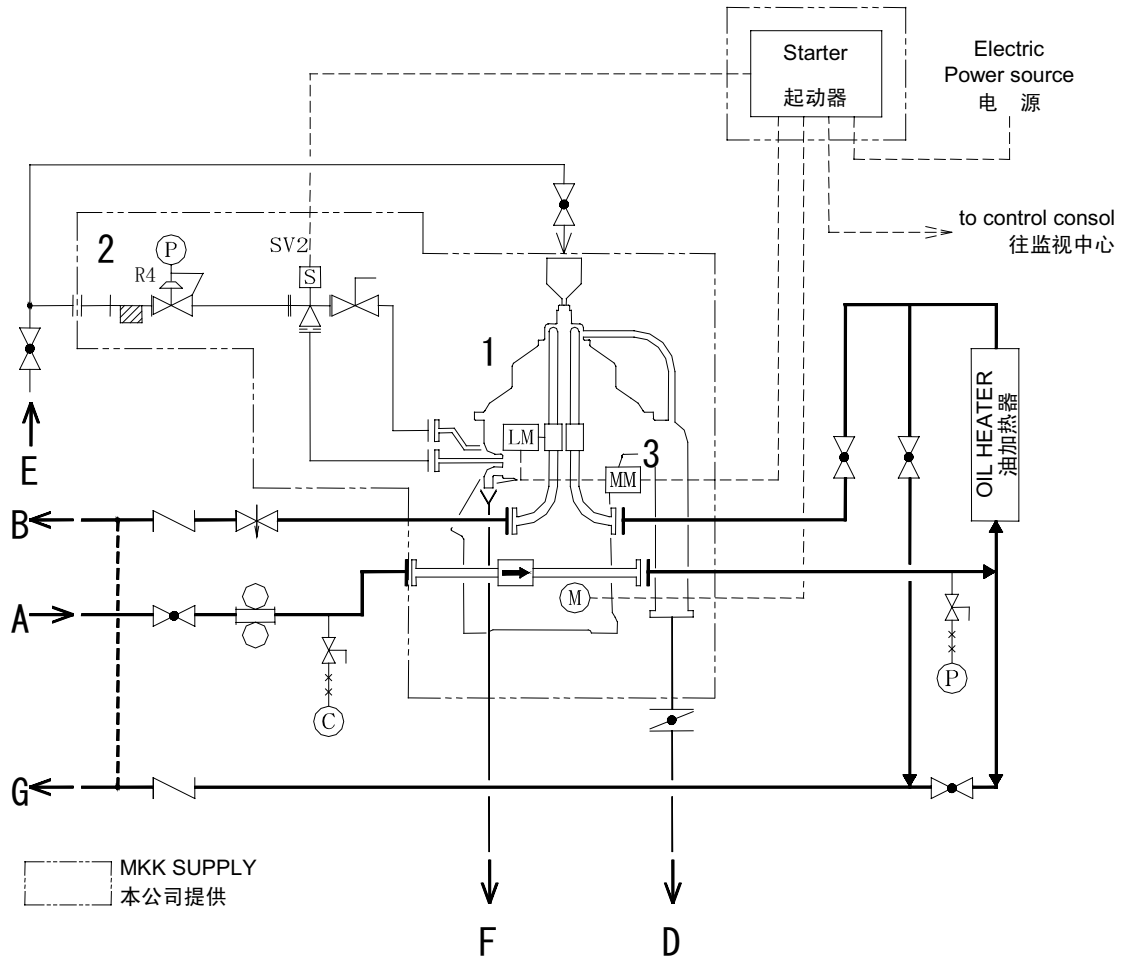 Starter
起动器
Electric
Power source
电 源
to control consol
往监视中心
2
P
R4
SV2
S
1
E
LM
3
MM
OIL HEATER
油加热器
B
A
M
C
P
G
MKK SUPPLY
本公司提供
F
D